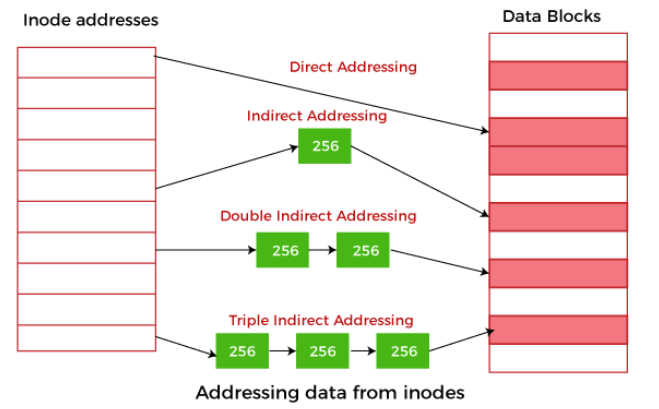 Inode addresses
Data Blocks
Direct Addressing
Indirect Addressing
256
Double Indirect Addressing
256 256
Triple Indirect Addressing
256 256 256
Addressing data from inodes